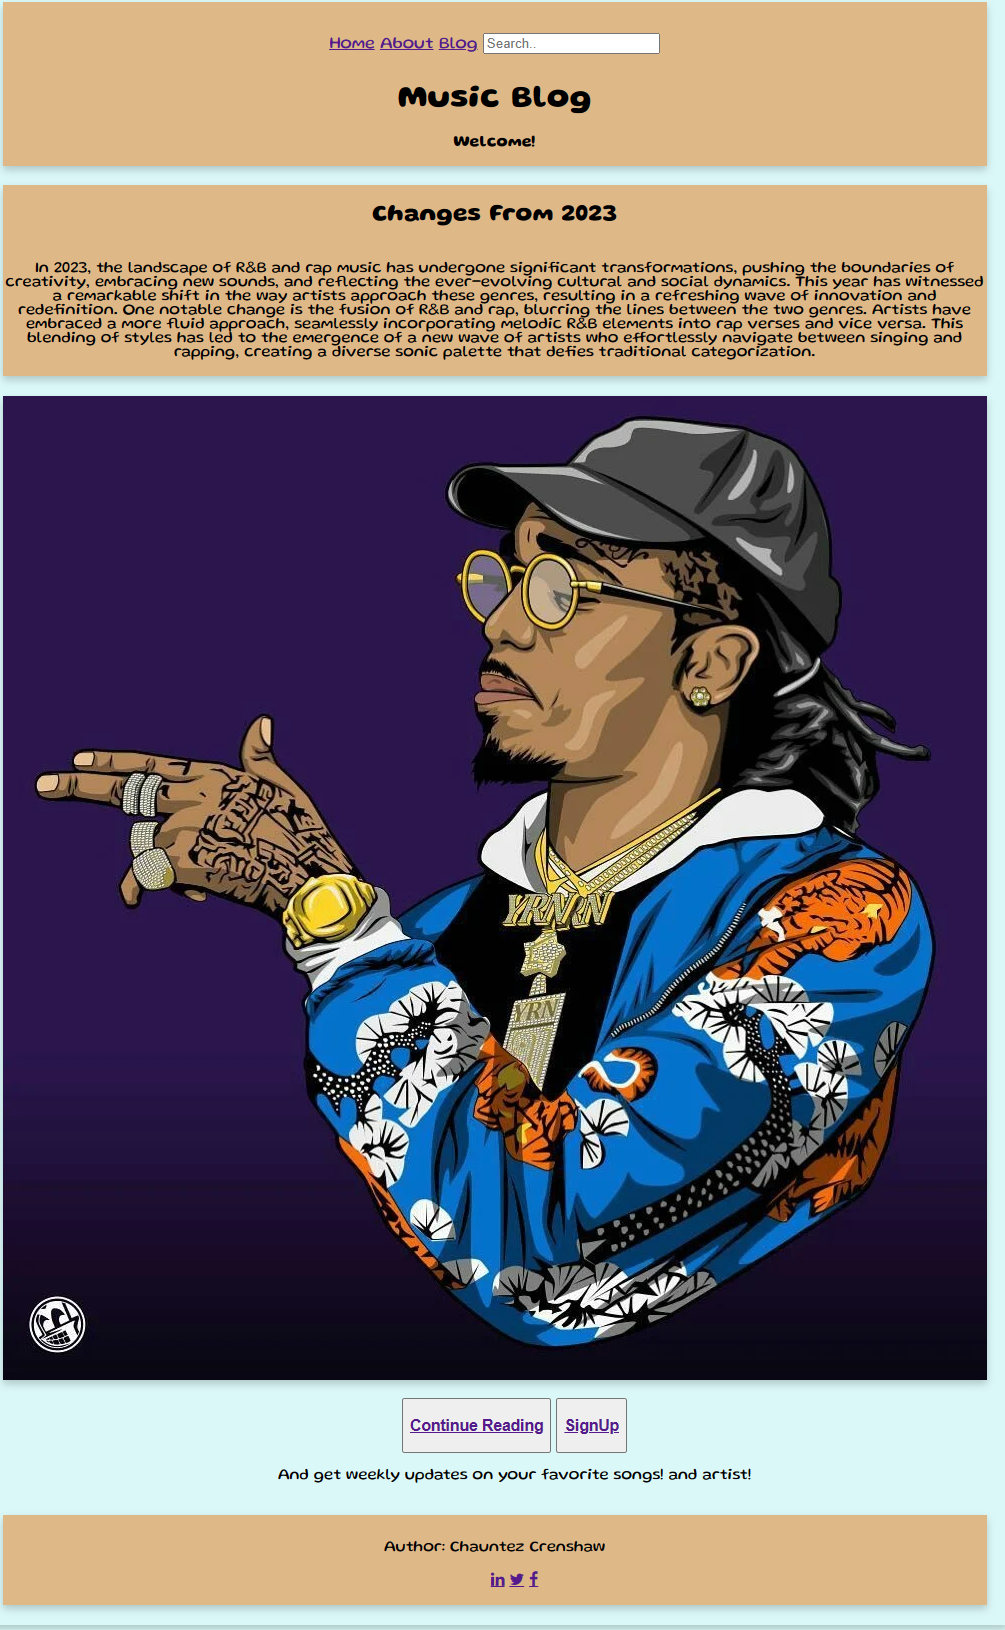 Home About Blog Search..
Music Blog
Welcome!
Changes from 2023
In 2023, the landscape of R&B and rap music has undergone significant transformations, pushing the boundaries of
creativity, embracing new sounds, and reflecting the ever-evolving cultural and social dynamics. This year has witnessed
a remarkable shift in the way artists approach these genres, resulting in a refreshing wave of innovation and
redefinition. One notable change is the fusion of R&B and rap, blurring the lines between the two genres. Artists have
embraced a more fluid approach, seamlessly incorporating melodic R&B elements into rap verses and vice versa. This
blending of styles has led to the emergence of a new wave of artists who effortlessly navigate between singing and
rapping, creating a diverse sonic palette that defies traditional categorization.
YRNRN
YRN
Continue Reading SignUp
And get weekly updates on your favorite songs! and artist!
Author: Chauntez Crenshaw